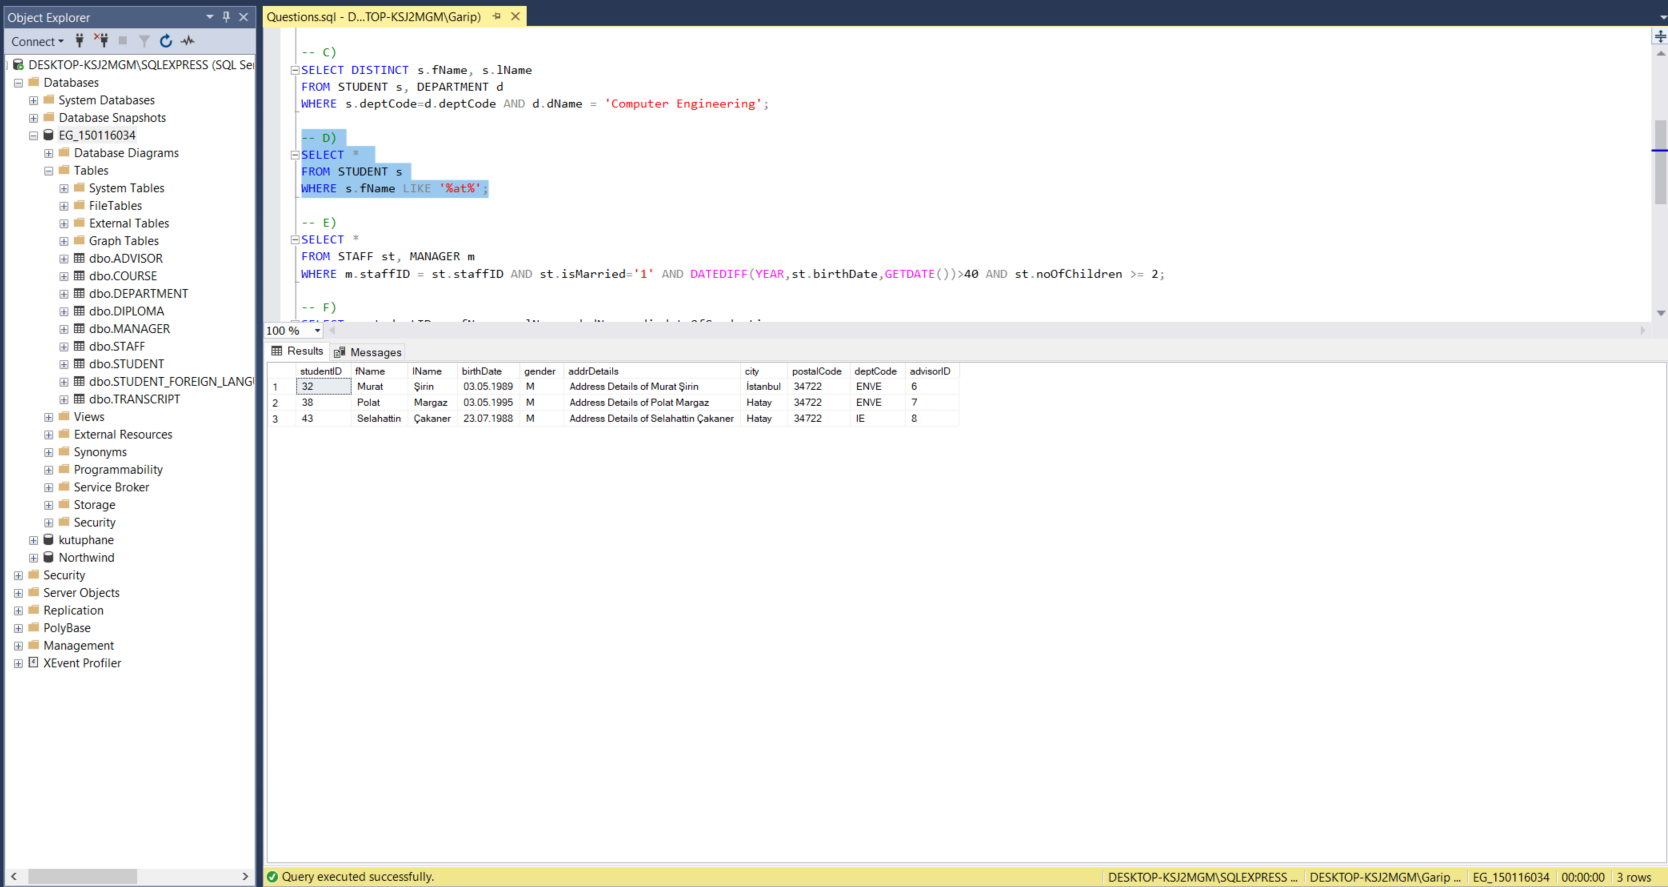 Object Explorer
Connect
DESKTOP-KSJ2MGM\SQLEXPRESS (SQL Ser
Databases
System Databases
Database Snapshots
EG_150116034
Database Diagrams
Tables
System Tables
FileTables
External Tables
Graph Tables
dbo.ADVISOR
dbo.COURSE
dbo.DEPARTMENT
dbo.DIPLOMA
dbo.MANAGER
dbo.STAFF
dbo.STUDENT
dbo.STUDENT_FOREIGN_LANGU
dbo.TRANSCRIPT
Views
External Resources
Synonyms
Programmability
Service Broker
Storage
Security
kutuphane
Northwind
Security
Server Objects
Replication
PolyBase
Management
XEvent Profiler
Questions.sql - D...TOP-KSJ2MGM\Garip)
-- C)
SELECT DISTINCT s.fName, s.lName
FROM STUDENT s, DEPARTMENT d
WHERE s.deptCode=d.deptCode AND d.dName = 'Computer Engineering';
-- D)
SELECT *
FROM STUDENT s
WHERE s.fName LIKE '%at%';
-- E)
SELECT *
FROM STAFF st, MANAGER m
WHERE m.staffID = st.staffID AND st.isMarried='1' AND DATEDIFF(YEAR,st.birthDate,GETDATE())>40 AND st.noOfChildren >= 2;
-- F)
100 %
Results Messages
studentID fName lName birthDate gender addrDetails city postalCode deptCode advisorID
1 32 Murat Şirin 03.05.1989 M Address Details of Murat Şirin İstanbul 34722 ENVE 6
2 38 Polat Margaz 03.05.1995 M Address Details of Polat Margaz Hatay 34722 ENVE 7
3 43 Selahattin Çakaner 23.07.1988 M Address Details of Selahattin Çakaner Hatay 34722 IE 8
Query executed successfully. DESKTOP-KSJ2MGM\SQLEXPRESS ... DESKTOP-KSJ2MGM\Garip ... EG_150116034 00:00:00 3 rows